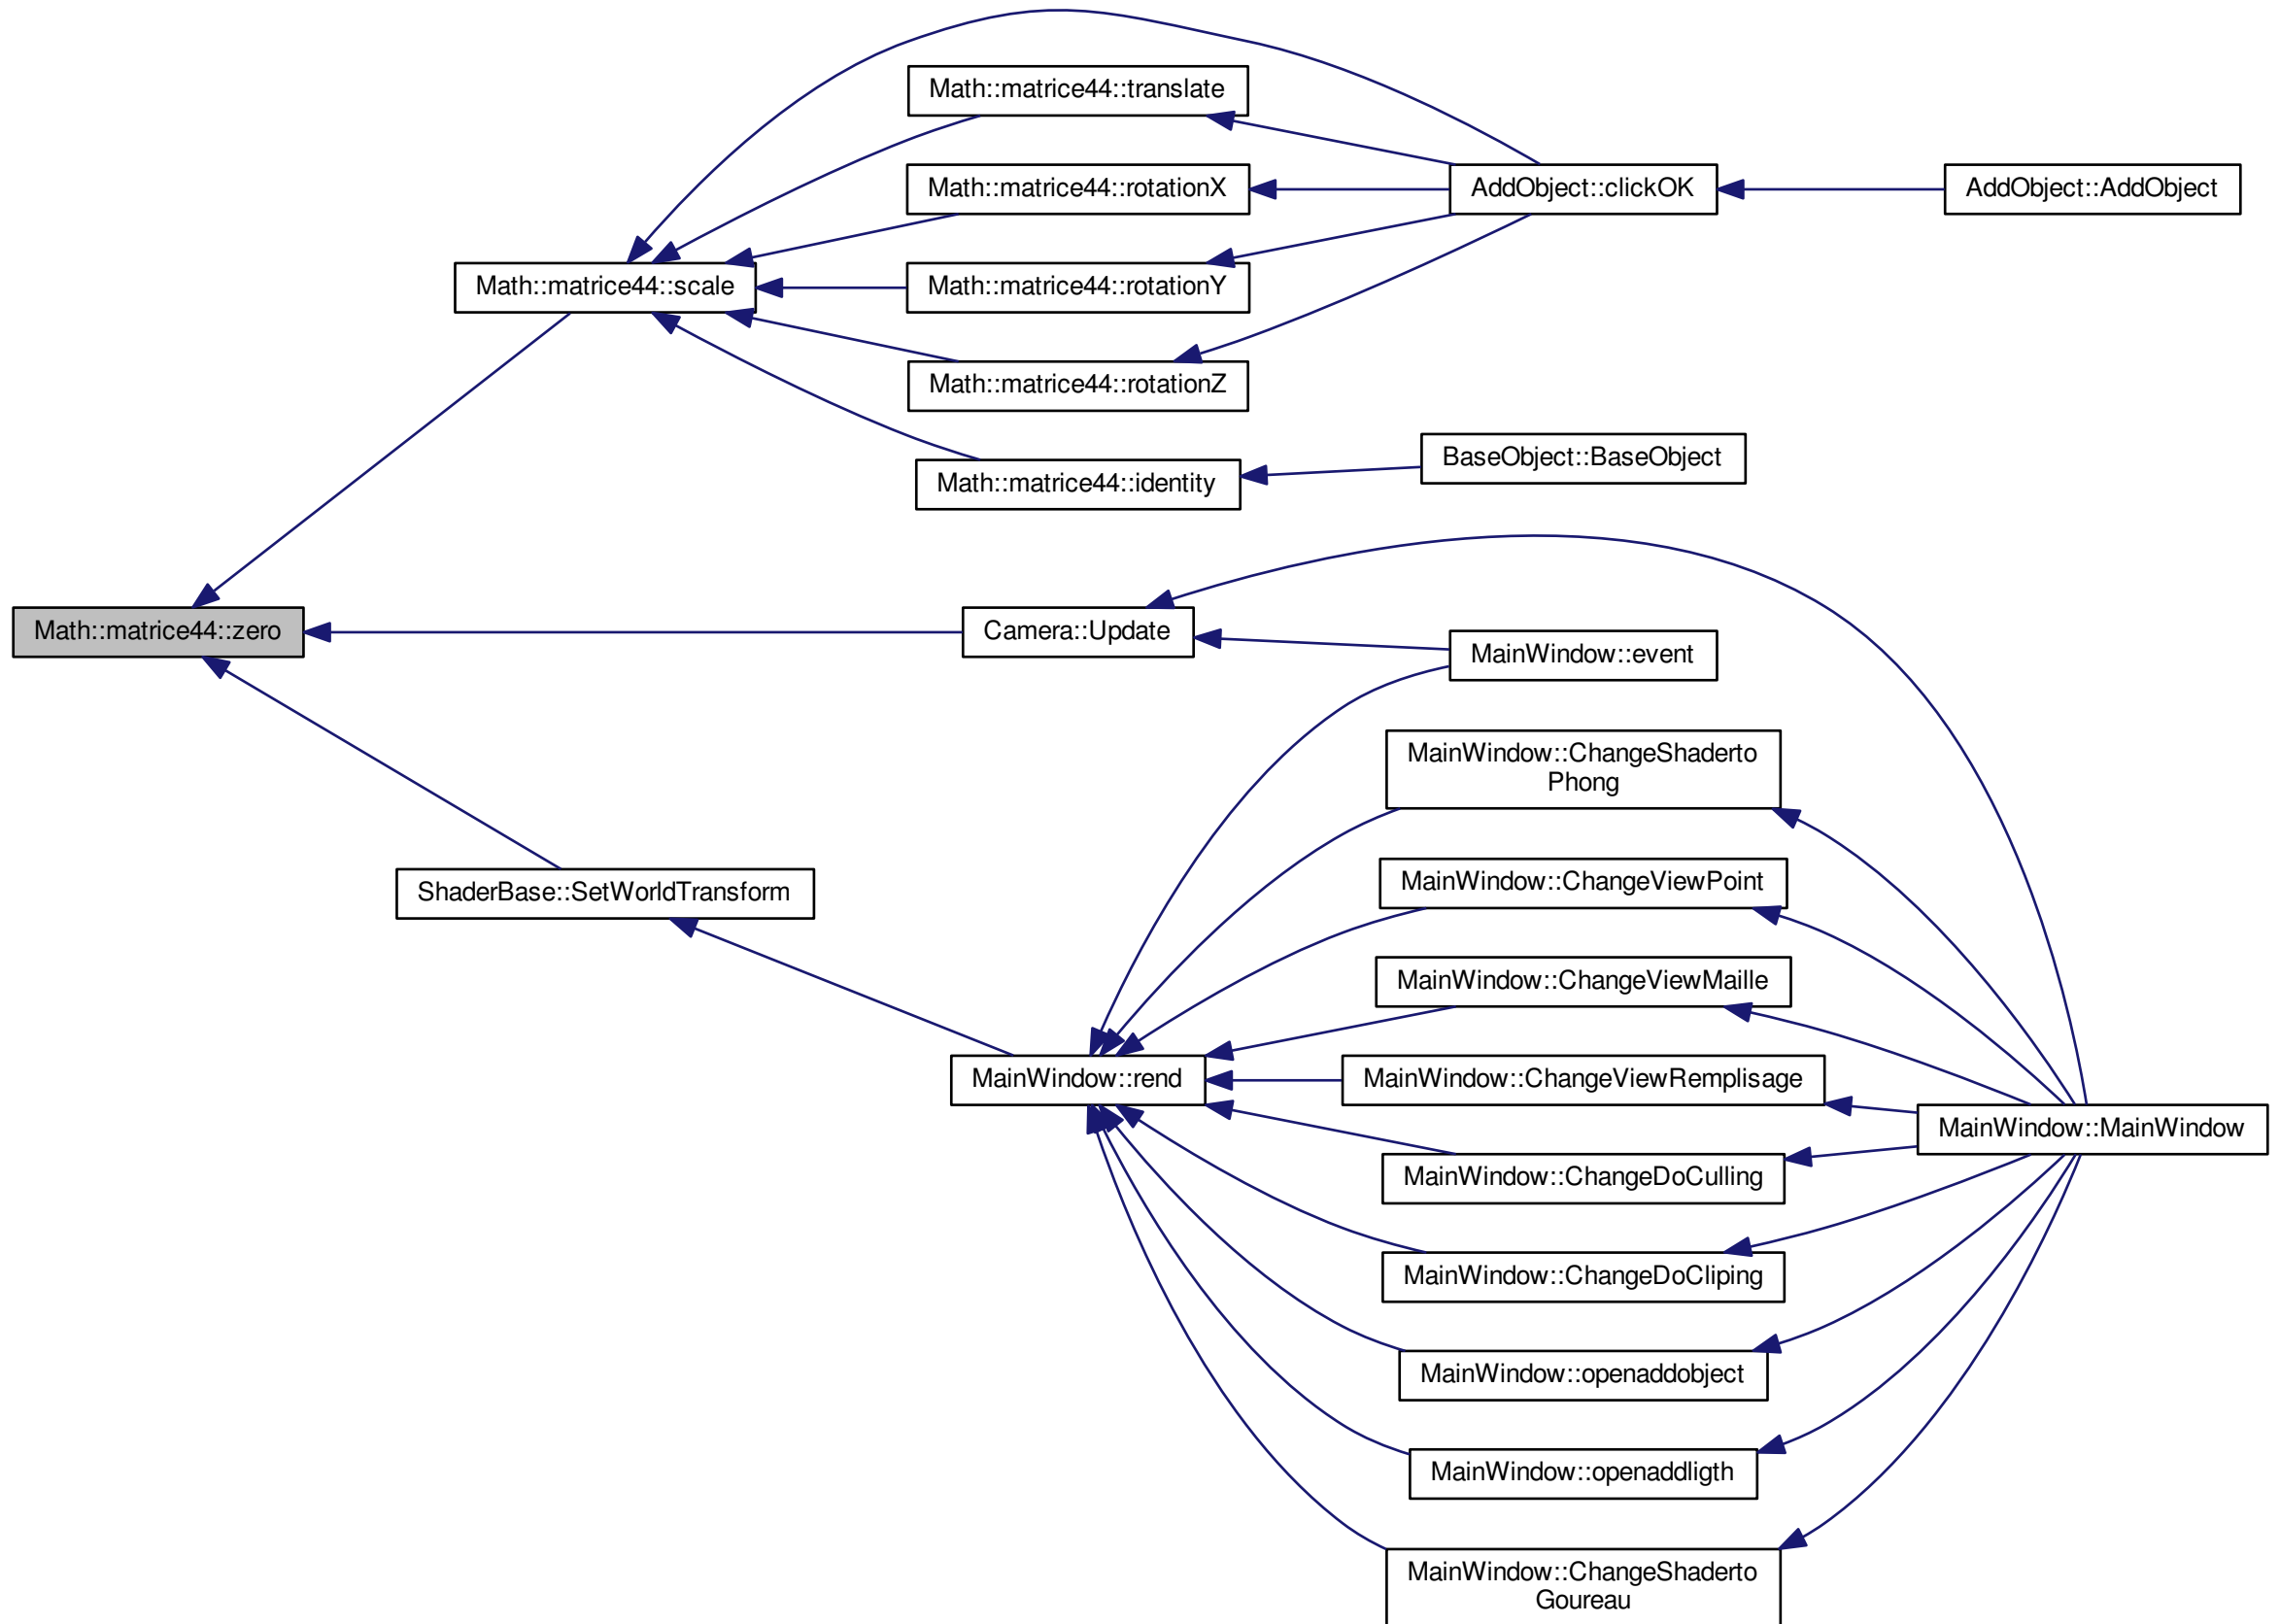 Math::matrice44::translate
Math::matrice44::rotationX
AddObject::clickOK
AddObject::AddObject
Math::matrice44::scale
Math::matrice44::rotationY
Math::matrice44::rotationZ
BaseObject::BaseObject
Math::matrice44::identity
Math::matrice44::zero
Camera::Update
MainWindow::event
MainWindow::ChangeShaderto
Phong
MainWindow::ChangeViewPoint
ShaderBase::SetWorldTransform
MainWindow::ChangeViewMaille
MainWindow::rend
MainWindow::ChangeViewRemplisage
MainWindow::MainWindow
MainWindow::ChangeDoCulling
MainWindow::ChangeDoCliping
MainWindow::openaddobject
MainWindow::openaddligth
MainWindow::ChangeShaderto
Goureau